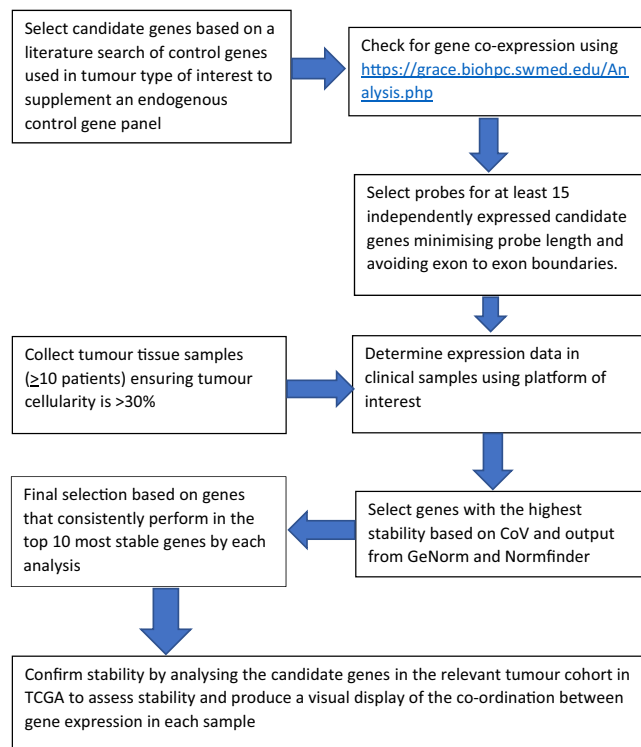 Select candidate genes based on a
literature search of control genes
used in tumour type of interest to
supplement an endogenous
control gene panel
Check for gene co-expression using
https://grace.biohpc.swmed.edu/An
alysis.php
Select probes for at least 15
independently expressed candidate
genes minimising probe length and
avoiding exon to exon boundaries.
Collect tumour tissue samples
(≥10 patients) ensuring tumour
cellularity is >30%
Determine expression data in
clinical samples using platform of
interest
Select genes with the highest
stability based on CoV and output
from GeNorm and Normfinder
Final selection based on genes
that consistently perform in the
top 10 most stable genes by each
analysis
Confirm stability by analysing the candidate genes in the relevant tumour cohort in
TCGA to assess stability and produce a visual display of the co-ordination between
gene expression in each sample